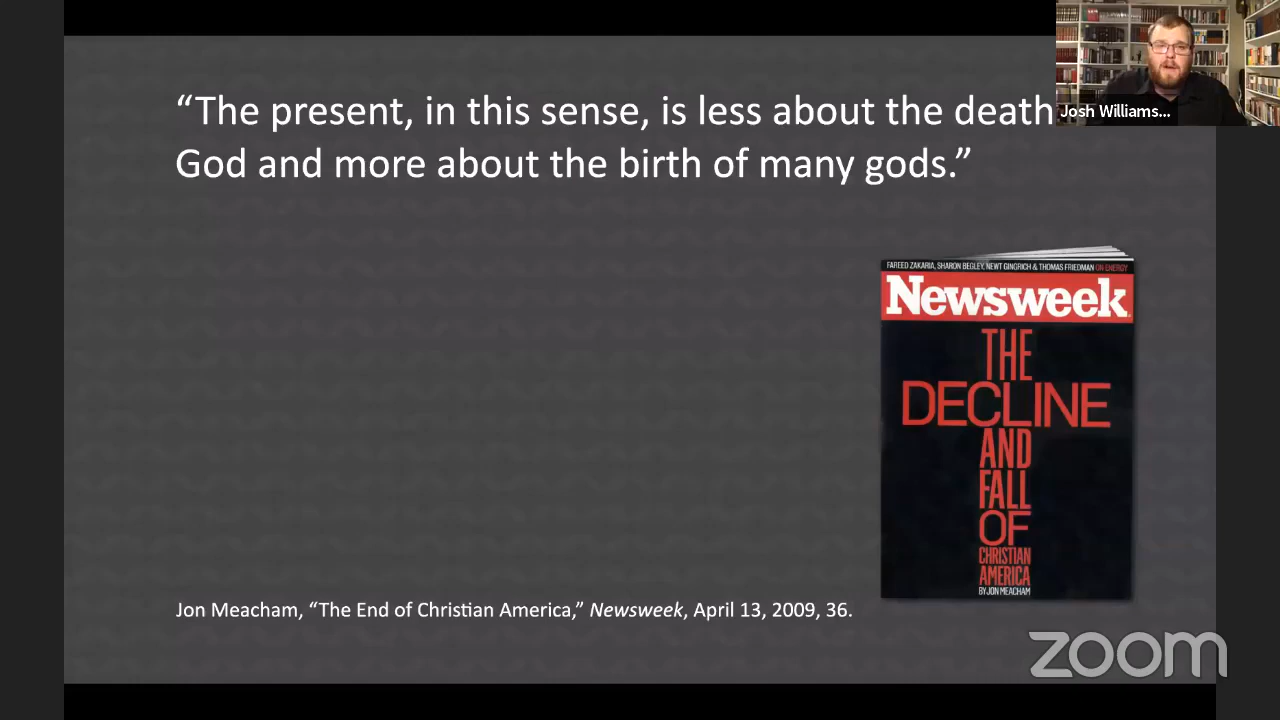 “The present, in this sense, is less about the death
God and more about the birth of many gods.”
Josh Williams...
FAREED ZAKARIA, SHARON BEGLEY, NEWT GINGRICH & THOMAS FRIEDMAN ON ENERGY
Newsweek
THE
DECLINE
AND
FALL
OF
CHRISTIAN
AMERICA
BY JON MEACHAM
Jon Meacham, “The End of Christian America,” Newsweek, April 13, 2009, 36.
zoom